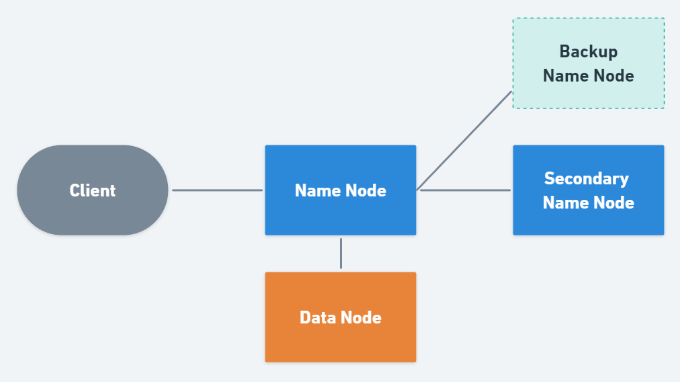 Backup
Name Node
Client
Name Node
Secondary
Name Node
Data Node